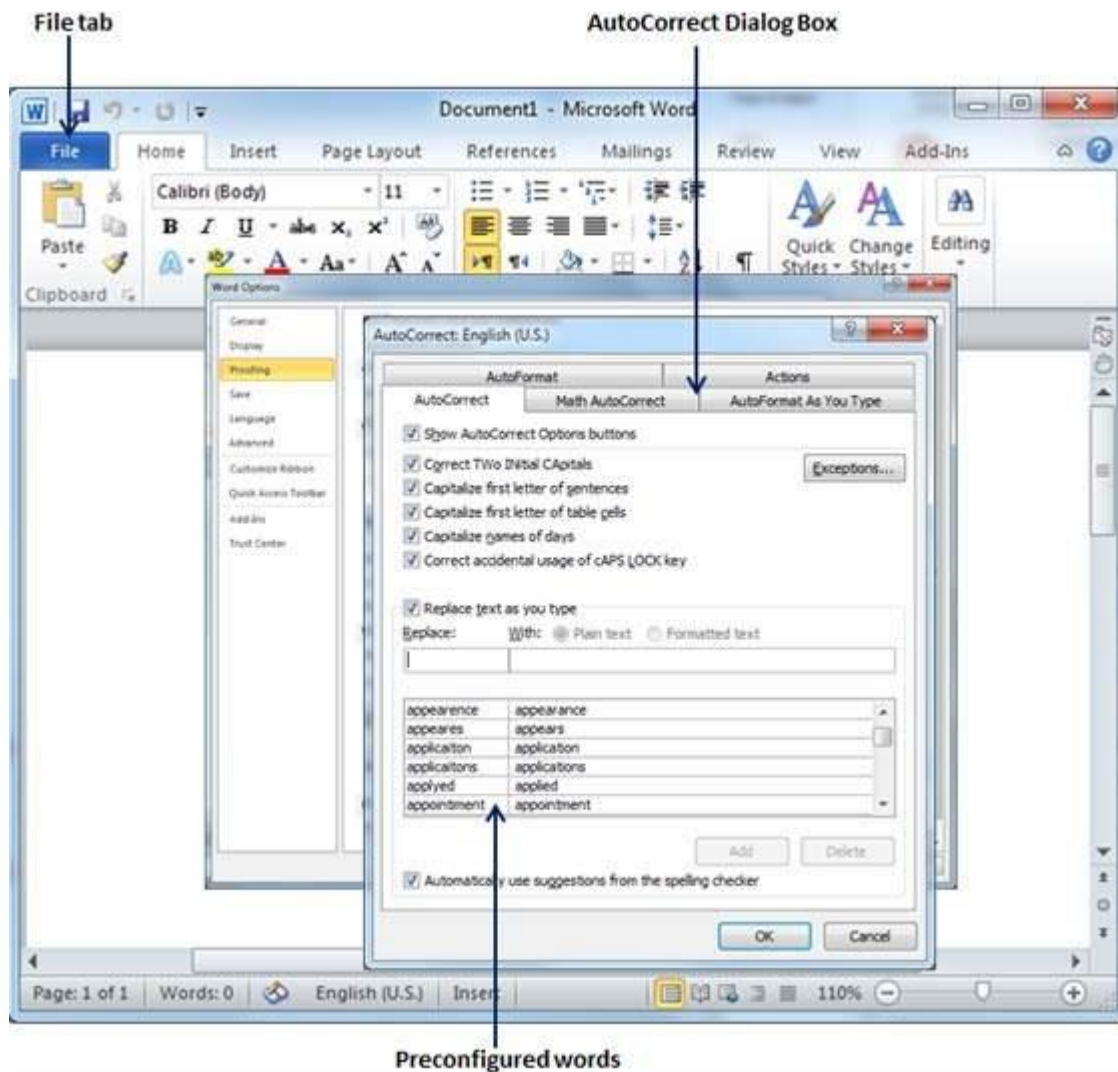 File tab
AutoCorrect Dialog Box
Document1 - Microsoft Word
File Home Insert Page Layout References Mailings Review View Add-Ins
Calibri (Body) 11
B I U abe x, x²
Paste
Aa A A
Quick Styles Change Styles Editing
Clipboard
Word Options
General
Display
Proofing
Save
Language
Advanced
Customize Ribbon
Quick Access Toolbar
Add-Ins
Trust Center
AutoCorrect: English (U.S.)
AutoFormat Actions
AutoCorrect Math AutoCorrect AutoFormat As You Type
Show AutoCorrect Options buttons
Correct TWo INitial CApitals
Exceptions...
Capitalize first letter of sentences
Capitalize first letter of table cells
Capitalize names of days
Correct accidental usage of cAPS LOCK key
Replace text as you type
Replace: With: Plain text Formatted text
appearence appearance
appeares appears
applicaiton application
applicaitons applications
applyed applied
appointment appointment
Add Delete
Automatically use suggestions from the spelling checker
OK Cancel
Page: 1 of 1 Words: 0 English (U.S.) Insert 110%
Preconfigured words